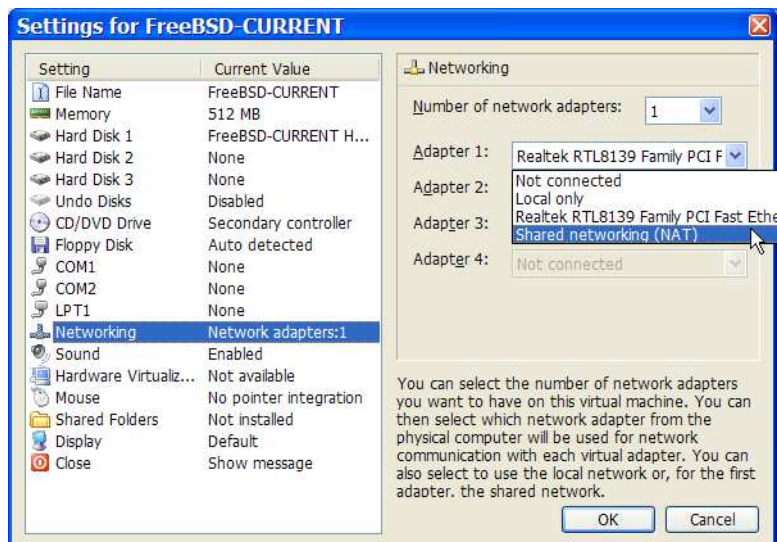 Settings for FreeBSD-CURRENT
Setting Current Value
File Name FreeBSD-CURRENT
Memory 512 MB
Hard Disk 1 FreeBSD-CURRENT H...
Hard Disk 2 None
Hard Disk 3 None
Undo Disks Disabled
CD/DVD Drive Secondary controller
Floppy Disk Auto detected
COM1 None
COM2 None
LPT1 None
Networking Network adapters:1
Sound Enabled
Hardware Virtualiz... Not available
Mouse No pointer integration
Shared Folders Not installed
Display Default
Close Show message
Networking
Number of network adapters: 1
Adapter 1: Realtek RTL8139 Family PCI F
Not connected
Local only
Realtek RTL8139 Family PCI Fast Ethe
Shared networking (NAT)
Adapter 2:
Adapter 3:
Adapter 4: Not connected
You can select the number of network adapters
you want to have on this virtual machine. You can
then select which network adapter from the
physical computer will be used for network
communication with each virtual adapter. You can
also select to use the local network or, for the first
adapter, the shared network.
OK Cancel